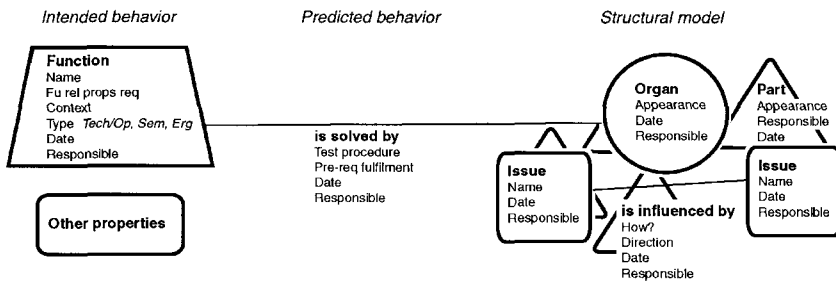 Intended behavior
Predicted behavior
Structural model
Function
Name
Fu rel props req
Context
Type Tech/Op, Sem, Erg
Date
Responsible
Other properties
is solved by
Test procedure
Pre-req fulfilment
Date
Responsible
Organ
Appearance
Date
Responsible
Part
Appearance
Responsible
Date
Issue
Name
Date
Responsible
is influenced by
How?
Direction
Date
Responsible
Issue
Name
Date
Responsible